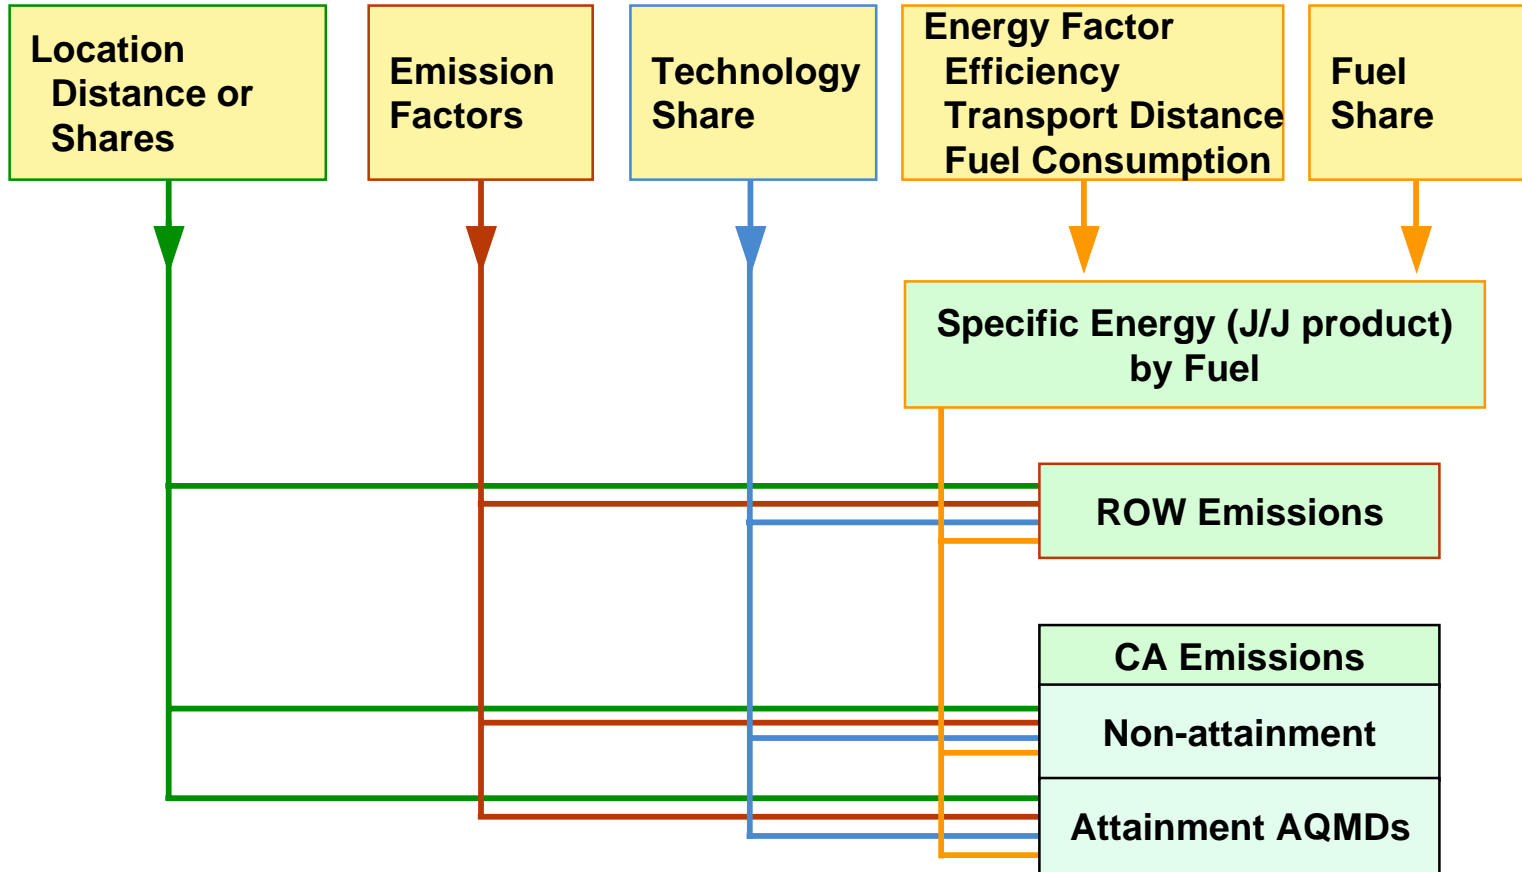 Location
Distance or
Shares
Emission
Factors
Technology
Share
Energy Factor
Efficiency
Transport Distance
Fuel Consumption
Fuel
Share
Specific Energy (J/J product)
by Fuel
ROW Emissions
CA Emissions
Non-attainment
Attainment AQMDs